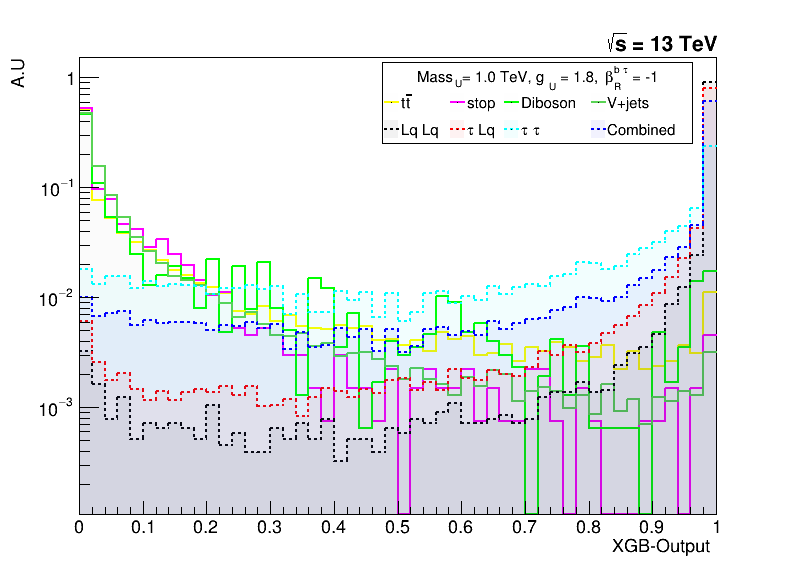 √s = 13 TeV
A.U
Mass_U = 1.0 TeV, g_U = 1.8, β_R^{b τ} = -1
tt̄ stop Diboson V+jets
Lq Lq τ Lq τ τ Combined
1
10⁻¹
10⁻²
10⁻³
0 0.1 0.2 0.3 0.4 0.5 0.6 0.7 0.8 0.9 1
XGB-Output